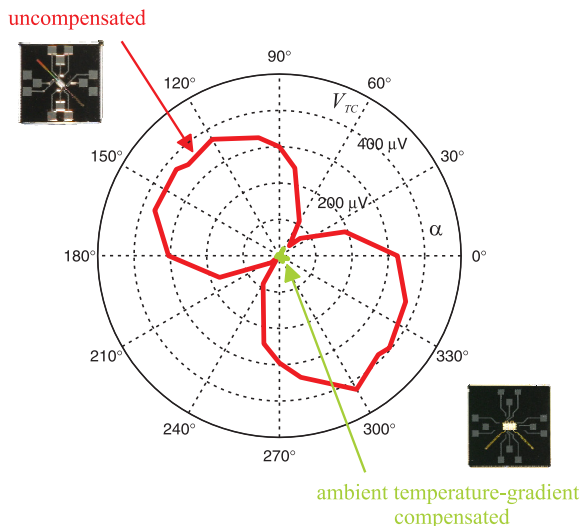 uncompensated
90°
120°
60°
V_TC
400 µV
150°
30°
200 µV
α
180°
0°
210°
330°
240°
300°
270°
ambient temperature-gradient
compensated